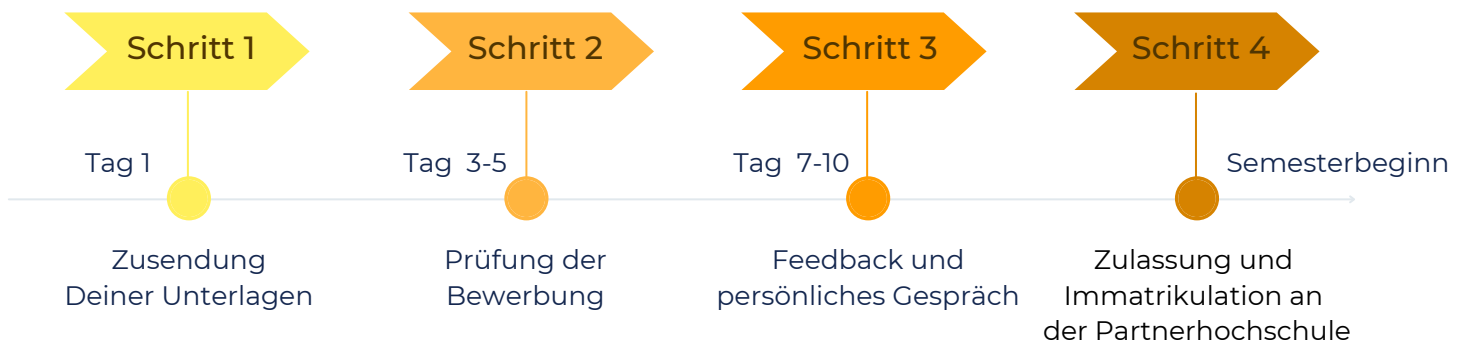 Schritt 1
Schritt 2
Schritt 3
Schritt 4
Tag 1
Tag 3-5
Tag 7-10
Semesterbeginn
Zusendung
Deiner Unterlagen
Prüfung der
Bewerbung
Feedback und
persönliches Gespräch
Zulassung und
Immatrikulation an
der Partnerhochschule